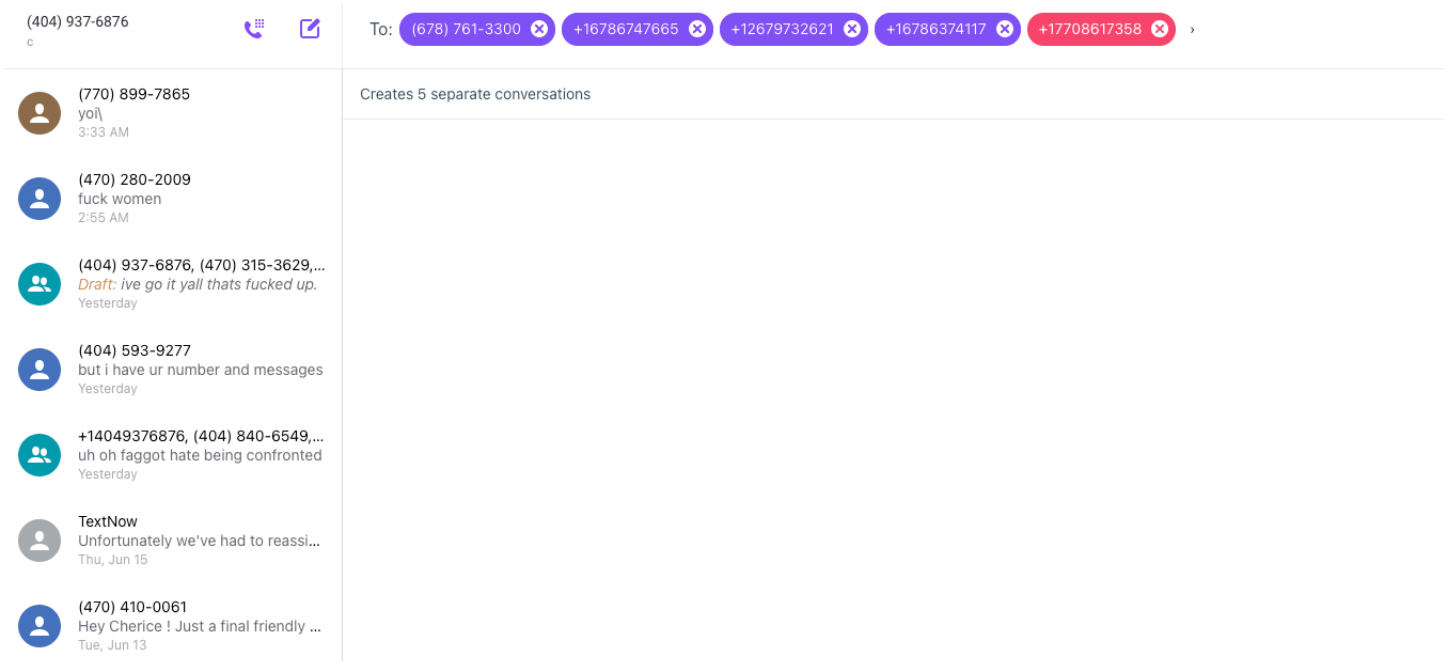 (404) 937-6876
c
To: (678) 761-3300 +16786747665 +12679732621 +16786374117 +17708617358
Creates 5 separate conversations
(770) 899-7865
yoi\
3:33 AM
(470) 280-2009
fuck women
2:55 AM
(404) 937-6876, (470) 315-3629,...
Draft: ive go it yall thats fucked up.
Yesterday
(404) 593-9277
but i have ur number and messages
Yesterday
+14049376876, (404) 840-6549,...
uh oh faggot hate being confronted
Yesterday
TextNow
Unfortunately we've had to reassi...
Thu, Jun 15
(470) 410-0061
Hey Cherice ! Just a final friendly ...
Tue, Jun 13